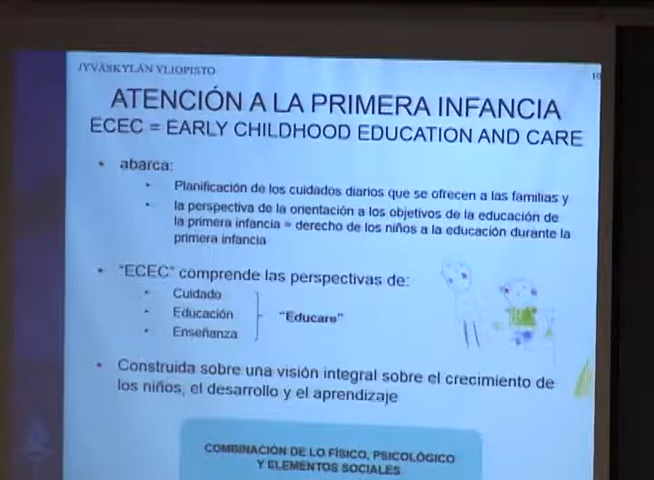 JYVÄSKYLÄN YLIOPISTO
10
ATENCIÓN A LA PRIMERA INFANCIA
ECEC = EARLY CHILDHOOD EDUCATION AND CARE
• abarca:
• Planificación de los cuidados diarios que se ofrecen a las familias y
• la perspectiva de la orientación a los objetivos de la educación de
la primera infancia = derecho de los niños a la educación durante la
primera infancia
• "ECEC" comprende las perspectivas de:
• Cuidado
• Educación
"Educare"
• Enseñanza
• Construida sobre una visión integral sobre el crecimiento de
los niños, el desarrollo y el aprendizaje
COMBINACIÓN DE LO FÍSICO, PSICOLÓGICO
Y ELEMENTOS SOCIALES